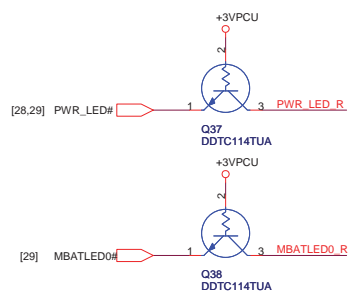 +3VPCU
2
[28,29] PWR_LED# 1 3 PWR_LED_R
Q37
DDTC114TUA
+3VPCU
2
[29] MBATLED0# 1 3 MBATLED0_R
Q38
DDTC114TUA